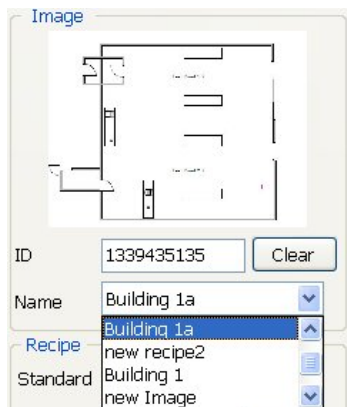 Image
ID 1339435135 Clear
Name Building 1a
Building 1a
Recipe new recipe2
Standard Building 1
new Image